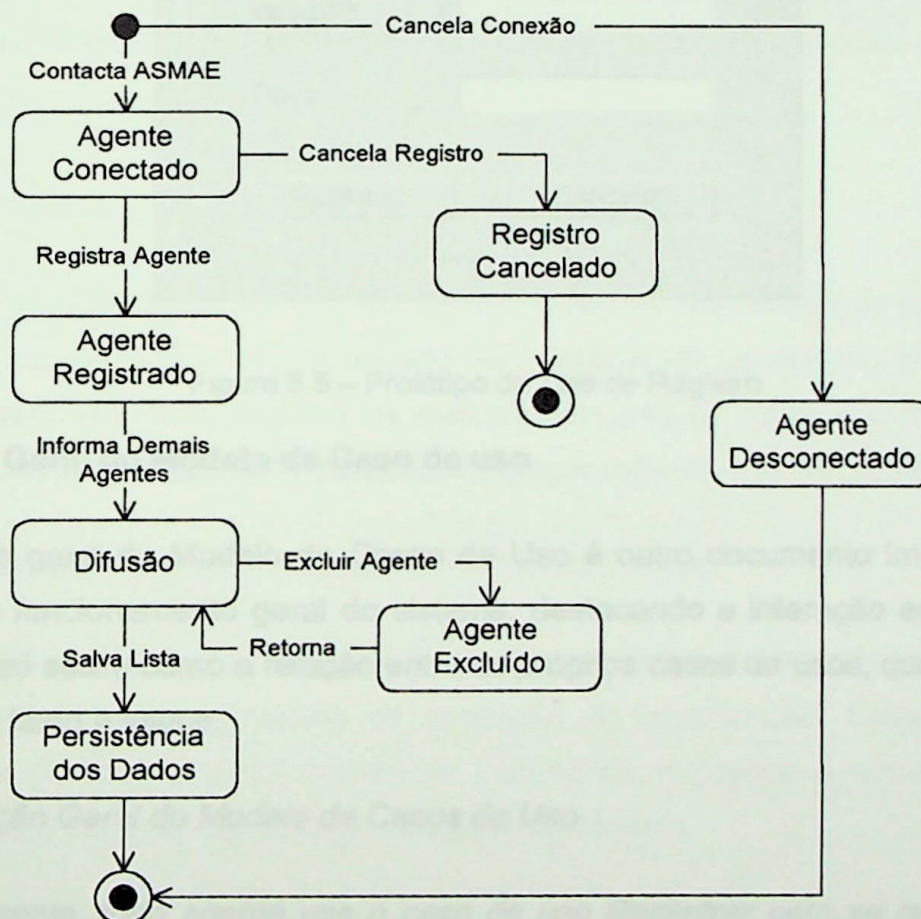 Cancela Conexão
Contacta ASMAE
Agente
Conectado
Cancela Registro
Registro
Cancelado
Registra Agente
Agente
Registrado
Informa Demais
Agentes
Agente
Desconectado
Difusão
Excluir Agente
Agente
Excluído
Retorna
Salva Lista
Persistência
dos Dados